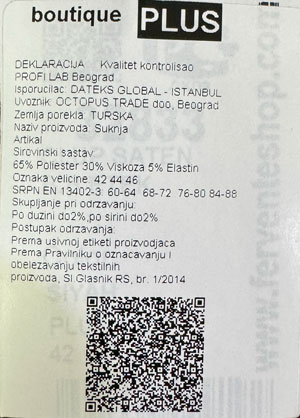 boutique PLUS
DEKLARACIJA Kvalitet kontrolisao
PROFI LAB Beograd
Isporucilac: DATEKS GLOBAL - ISTANBUL
Uvoznik: OCTOPUS TRADE doo, Beograd
Zemlja porekla: TURSKA
Naziv proizvoda: Suknja
Artikal
Sirovinski sastav:
65% Poliester 30% Viskoza 5% Elastin
Oznaka velicine: 42 44 46
SRPN EN 13402-3: 60-64 68-72 76-80 84-88
Skupljanje pri odrzavanju:
Po duzini do2%,po sirini do2%
Postupak odrzavanja:
Prema usivnoj etiketi proizvodjaca
Prema Pravilniku o oznacavanju i
obelezavanju tekstilnih
proizvoda, Sl.Glasnik RS, br. 1/2014